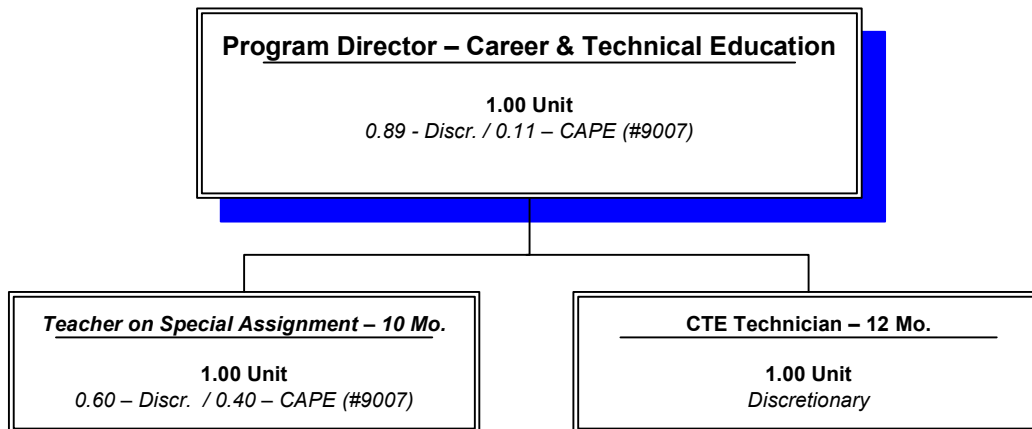 Program Director – Career & Technical Education
1.00 Unit
0.89 - Discr. / 0.11 – CAPE (#9007)
Teacher on Special Assignment – 10 Mo.
1.00 Unit
0.60 – Discr. / 0.40 – CAPE (#9007)
CTE Technician – 12 Mo.
1.00 Unit
Discretionary